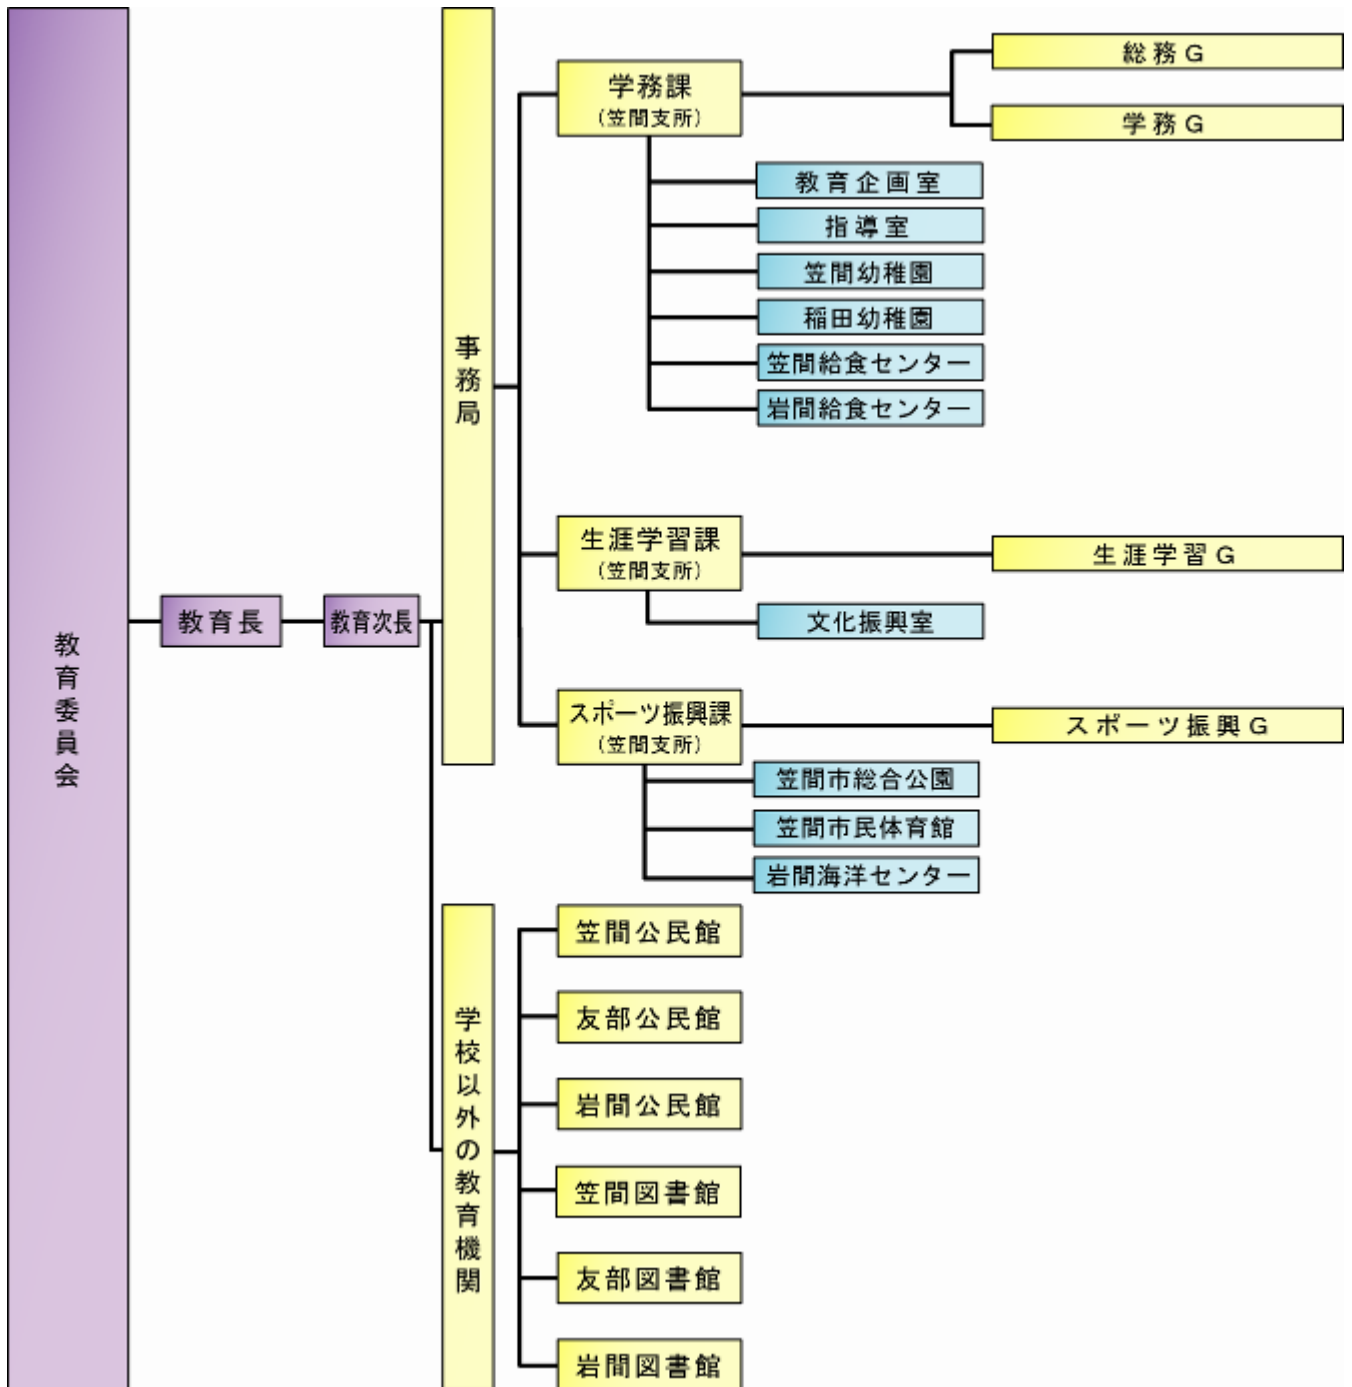 教育委員会
教育長
教育次長
事務局
学務課
(笠間支所)
総務G
学務G
教育企画室
指導室
笠間幼稚園
稲田幼稚園
笠間給食センター
岩間給食センター
生涯学習課
(笠間支所)
生涯学習G
文化振興室
スポーツ振興課
(笠間支所)
スポーツ振興G
笠間市総合公園
笠間市民体育館
岩間海洋センター
学校以外の教育機関
笠間公民館
友部公民館
岩間公民館
笠間図書館
友部図書館
岩間図書館